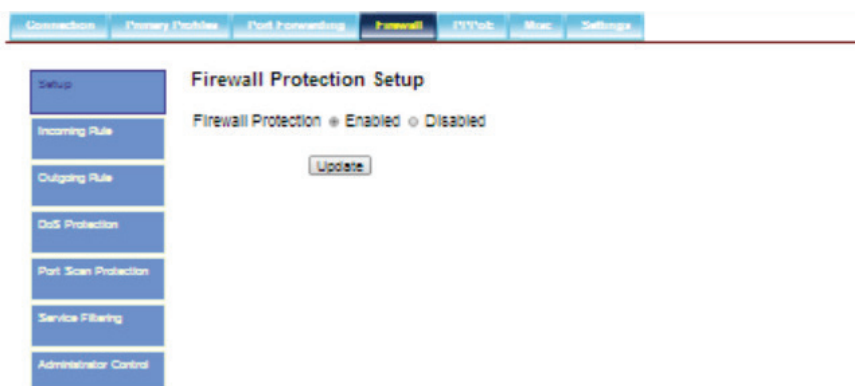 Connection Primary Profiles Port Forwarding Firewall PPPoE Misc Settings
Setup
Incoming Rule
Outgoing Rule
DoS Protection
Port Scan Protection
Service Filtering
Administrator Control
Firewall Protection Setup
Firewall Protection Enabled Disabled
Update